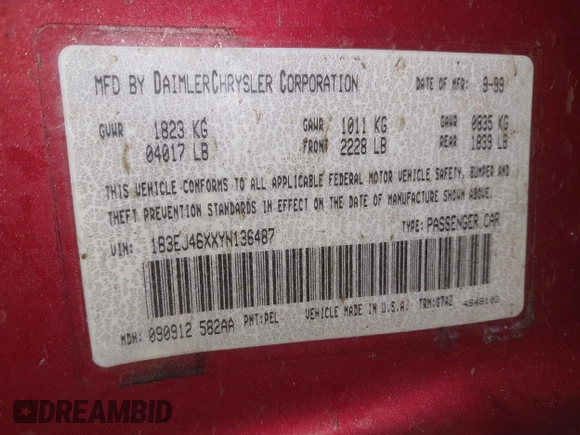 MFD BY DAIMLERCHRYSLER CORPORATION DATE OF MFR: 9-99
GVWR 1823 KG GAWR 1011 KG GAWR 0835 KG
04017 LB FRONT 2228 LB REAR 1839 LB
THIS VEHICLE CONFORMS TO ALL APPLICABLE FEDERAL MOTOR VEHICLE SAFETY, BUMPER AND
THEFT PREVENTION STANDARDS IN EFFECT ON THE DATE OF MANUFACTURE SHOWN ABOVE.
VIN: 1B3EJ46XXYN136487 TYPE: PASSENGER CAR
MDH: 090912 582AA PNT: PEL VEHICLE MADE IN U.S.A. TRM: 07AZ 4648102
DREAMBID